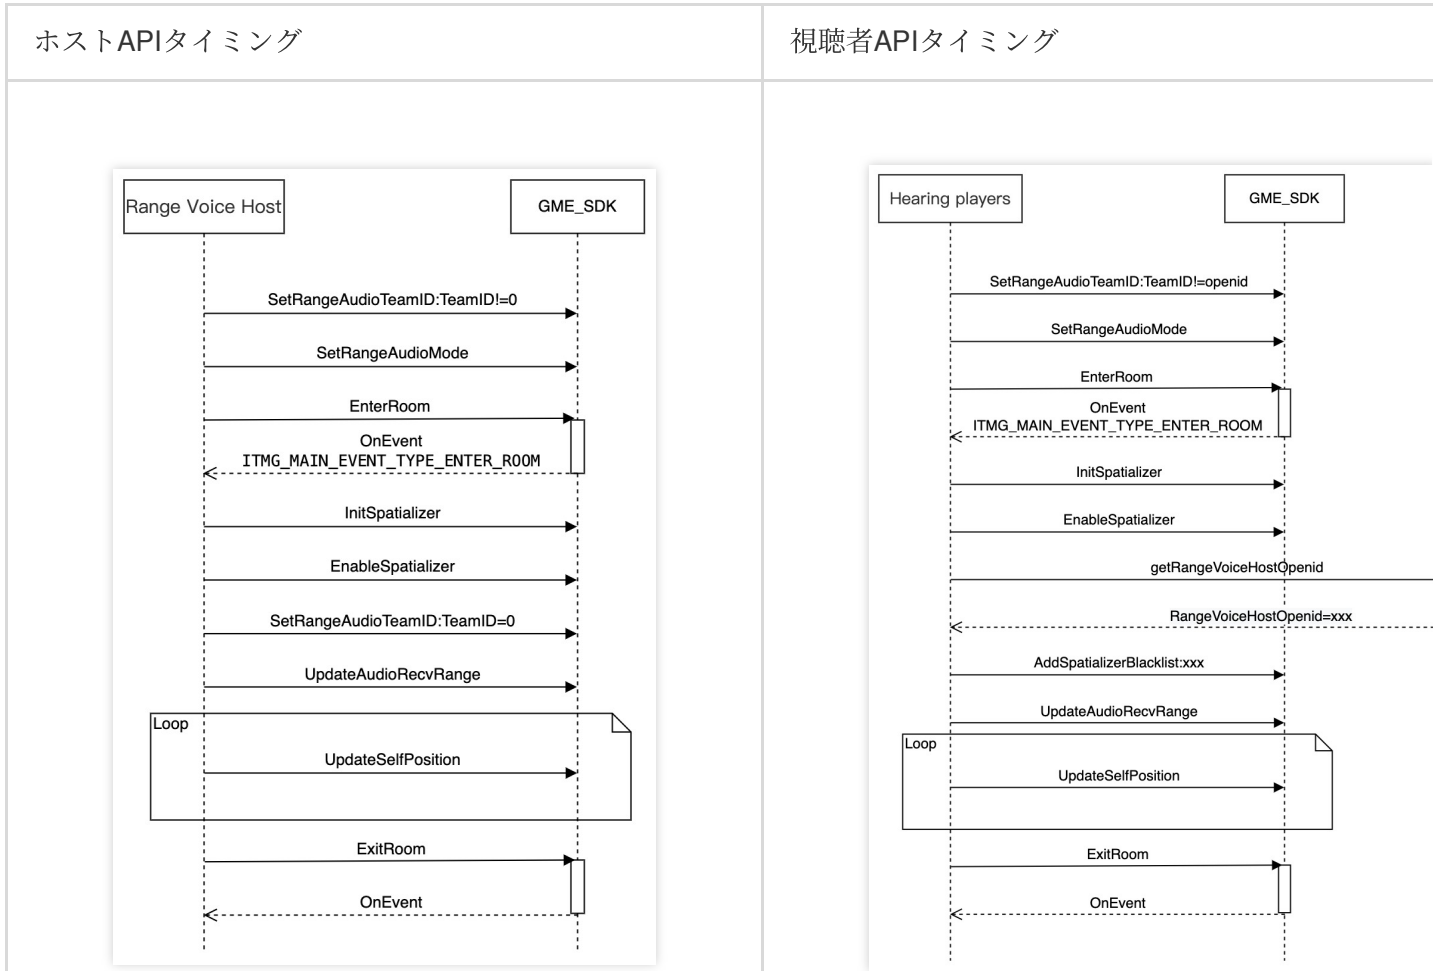 ホストAPIタイミング
視聴者APIタイミング
Range Voice Host
GME_SDK
SetRangeAudioTeamID:TeamID!=0
SetRangeAudioMode
EnterRoom
OnEvent
ITMG_MAIN_EVENT_TYPE_ENTER_ROOM
InitSpatializer
EnableSpatializer
SetRangeAudioTeamID:TeamID=0
UpdateAudioRecvRange
Loop
UpdateSelfPosition
ExitRoom
OnEvent
Hearing players
GME_SDK
SetRangeAudioTeamID:TeamID!=openid
SetRangeAudioMode
EnterRoom
OnEvent
ITMG_MAIN_EVENT_TYPE_ENTER_ROOM
InitSpatializer
EnableSpatializer
getRangeVoiceHostOpenid
RangeVoiceHostOpenid=xxx
AddSpatializerBlacklist:xxx
UpdateAudioRecvRange
Loop
UpdateSelfPosition
ExitRoom
OnEvent